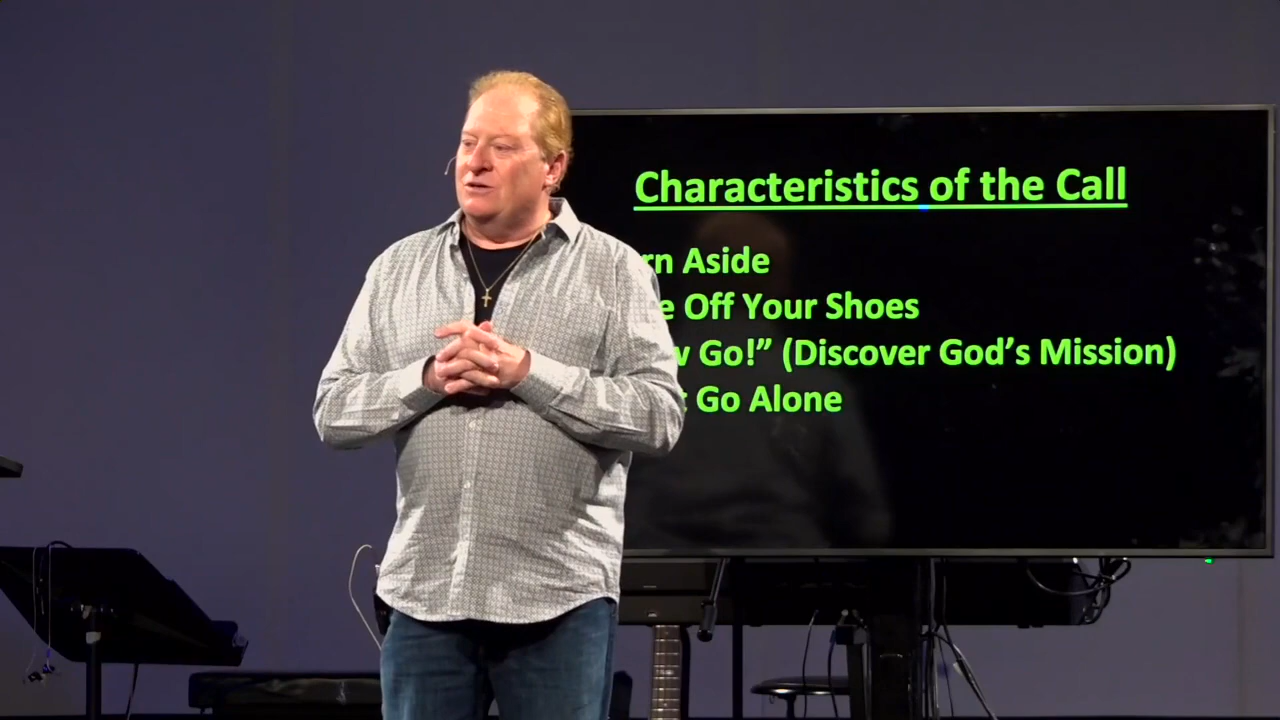 Characteristics of the Call
rn Aside
e Off Your Shoes
w Go!” (Discover God’s Mission)
t Go Alone